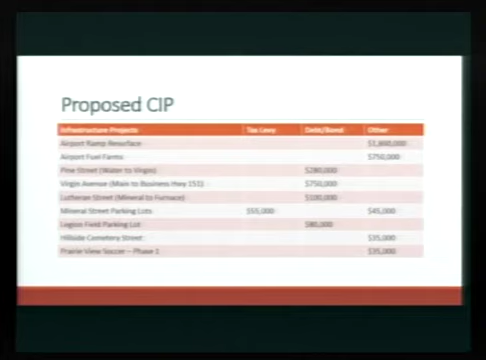 Proposed CIP
Infrastructure Projects Tax Levy Debt/Bond Other
Airport Ramp Resurface
Airport Fuel Farms $750,000
Pine Street (Water to Virgin) $280,000
Virgin Avenue (Main to Business Hwy 151) $750,000
Lutheran Street (Mineral to Furnace) $100,000
Mineral Street Parking Lots $55,000 $45,000
Legion Field Parking Lot $80,000
Hillside Cemetery Street $35,000
Prairie View Soccer – Phase 1 $35,000